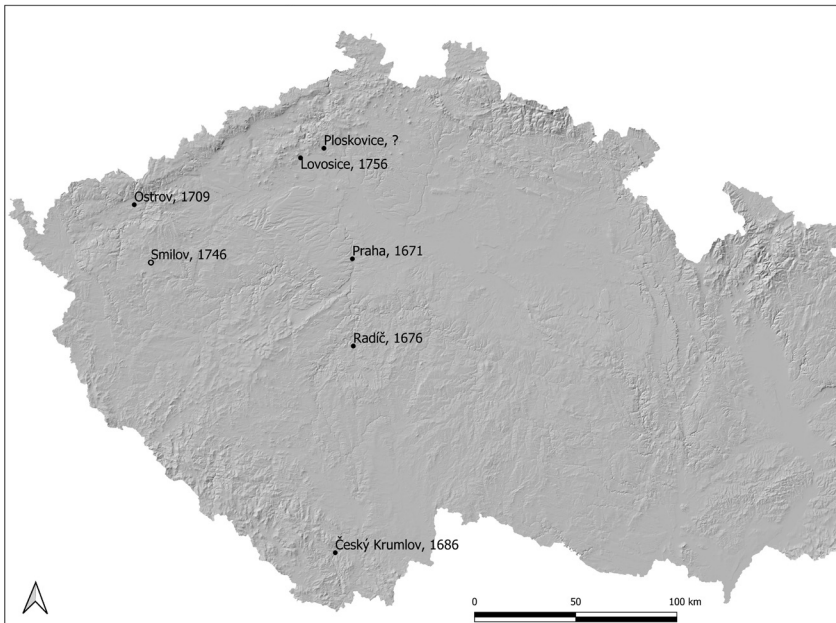 Ploskovice, ?
Lovosice, 1756
Ostrov, 1709
Smilov, 1746
Praha, 1671
Radíč, 1676
Český Krumlov, 1686
0 50 100 km